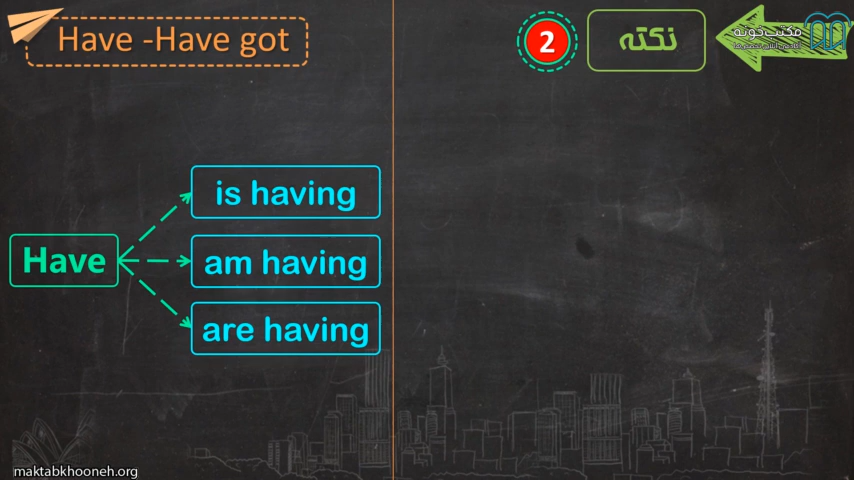 Have -Have got
2
نکته
مکتب‌خونه
is having
Have
am having
are having
maktabkhooneh.org